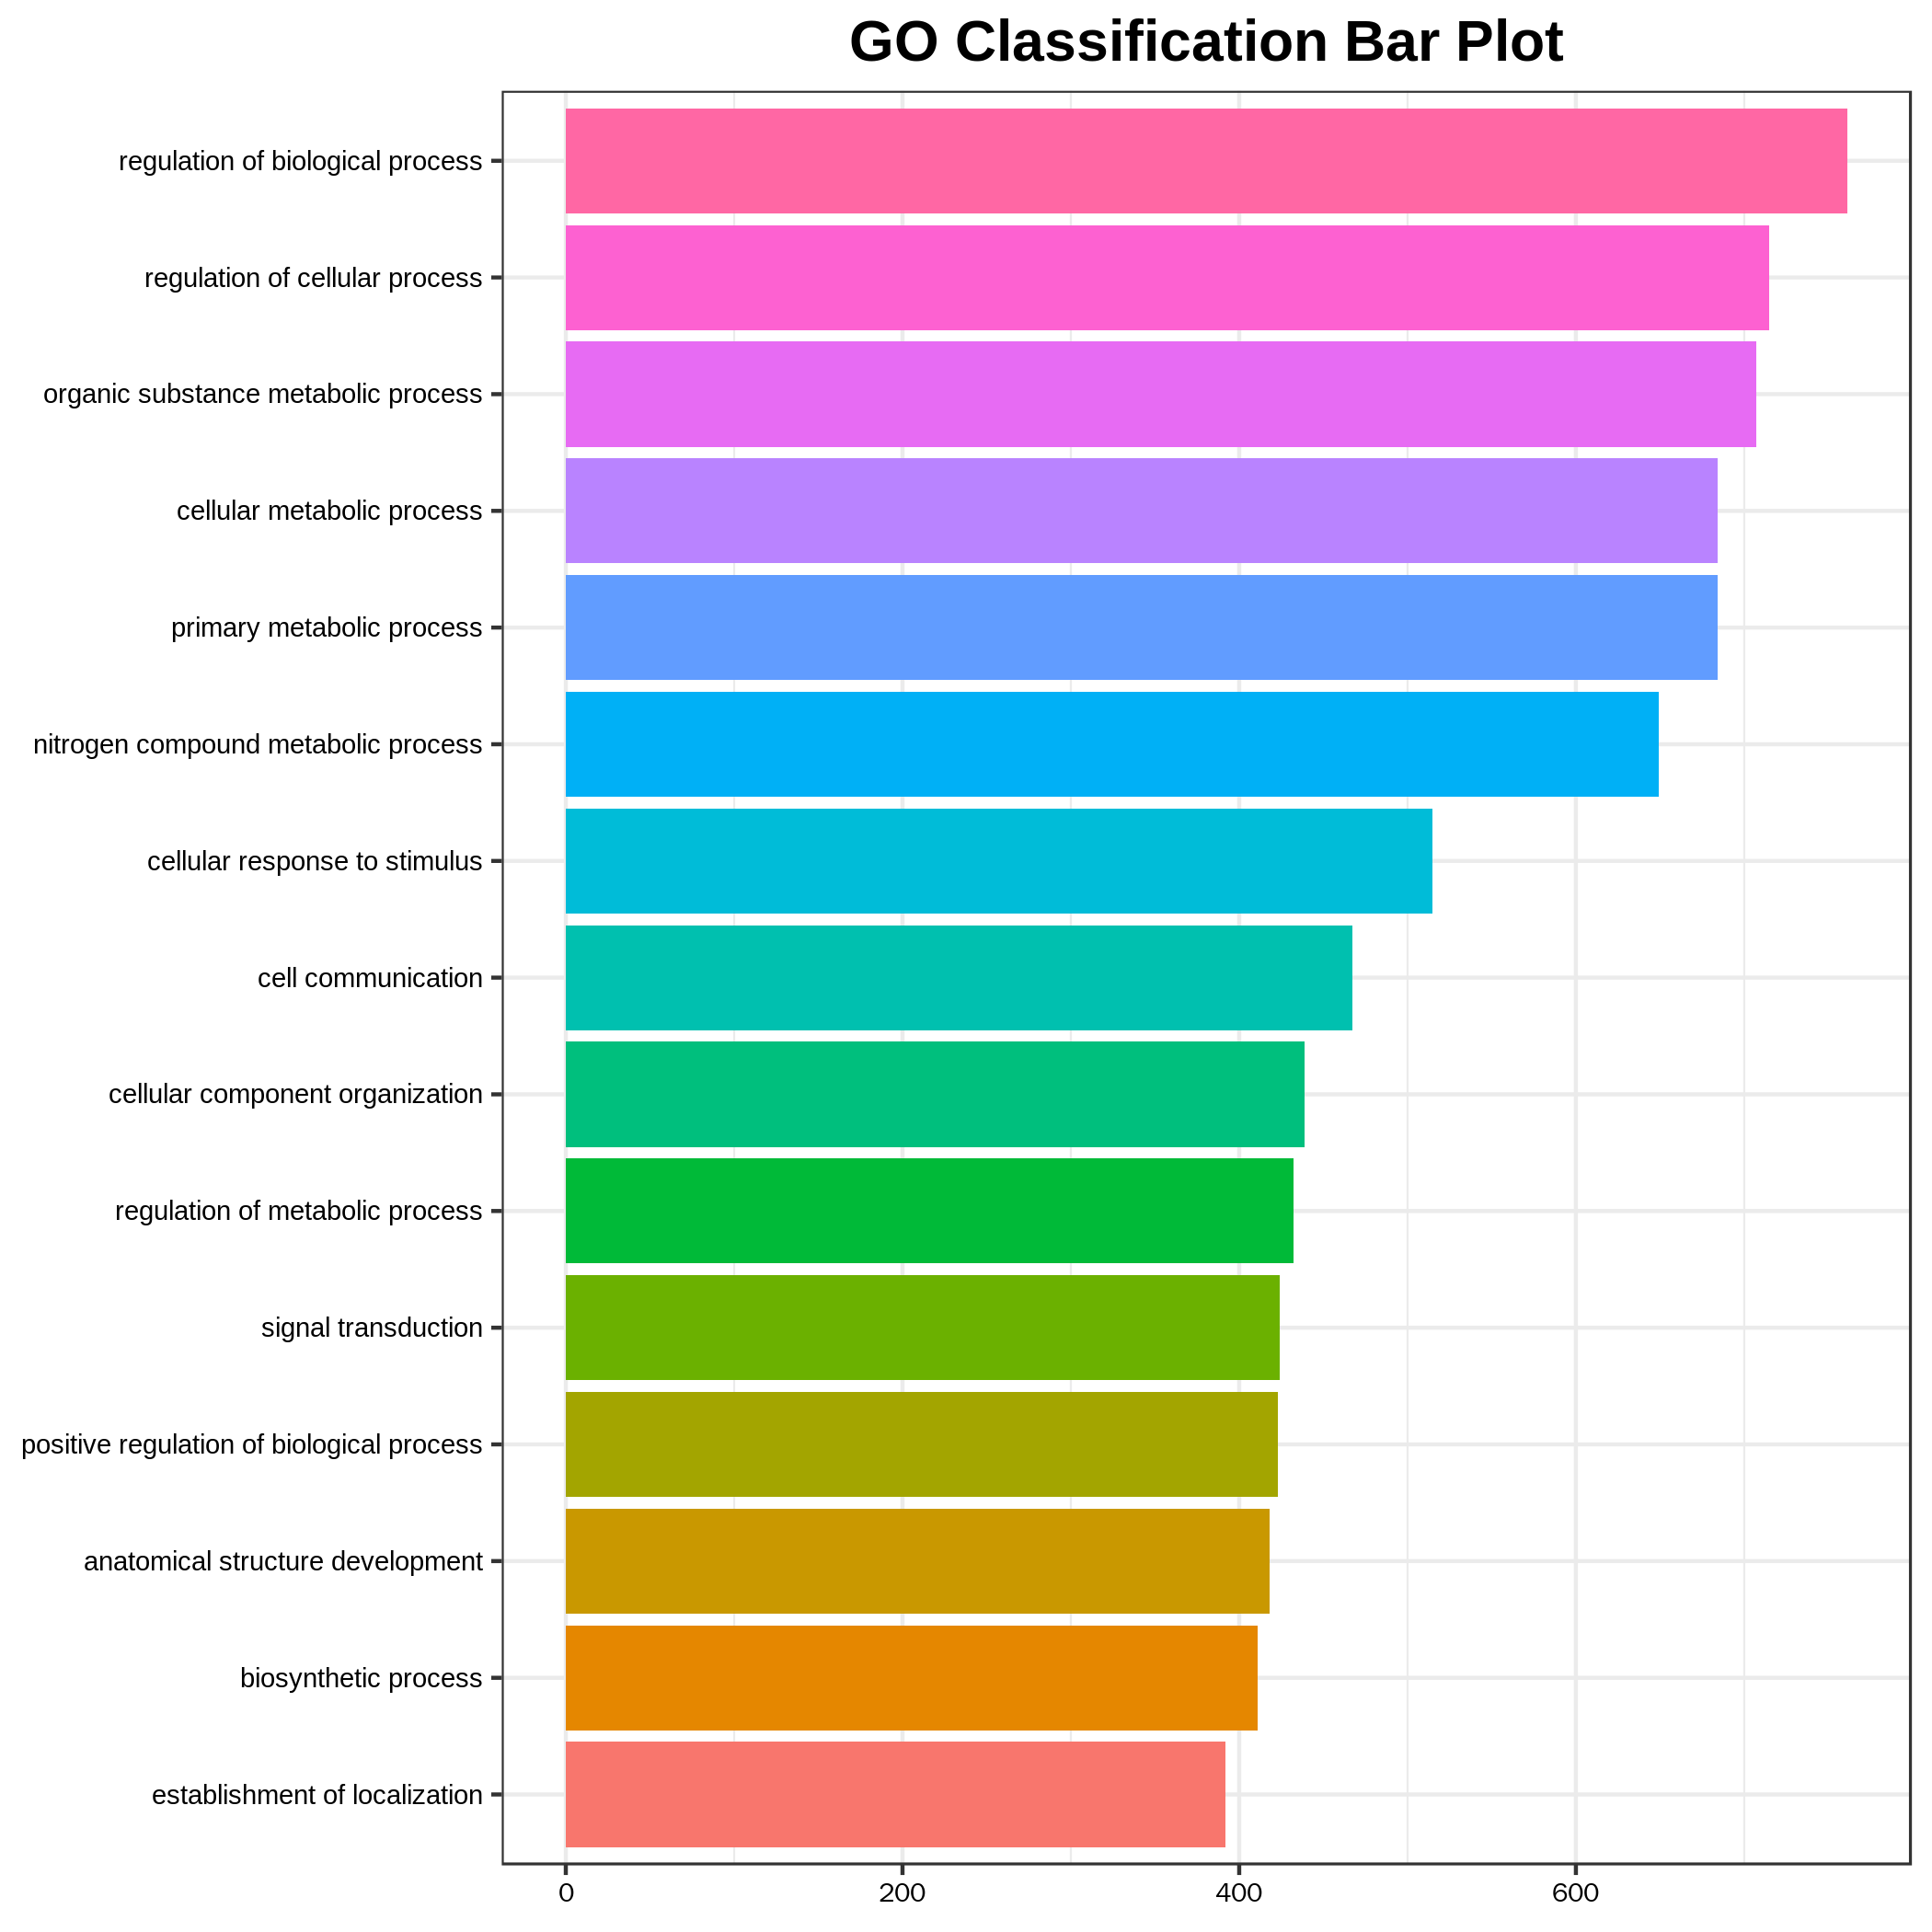 GO Classification Bar Plot
regulation of biological process
regulation of cellular process
organic substance metabolic process
cellular metabolic process
primary metabolic process
nitrogen compound metabolic process
cellular response to stimulus
cell communication
cellular component organization
regulation of metabolic process
signal transduction
positive regulation of biological process
anatomical structure development
biosynthetic process
establishment of localization
0 200 400 600